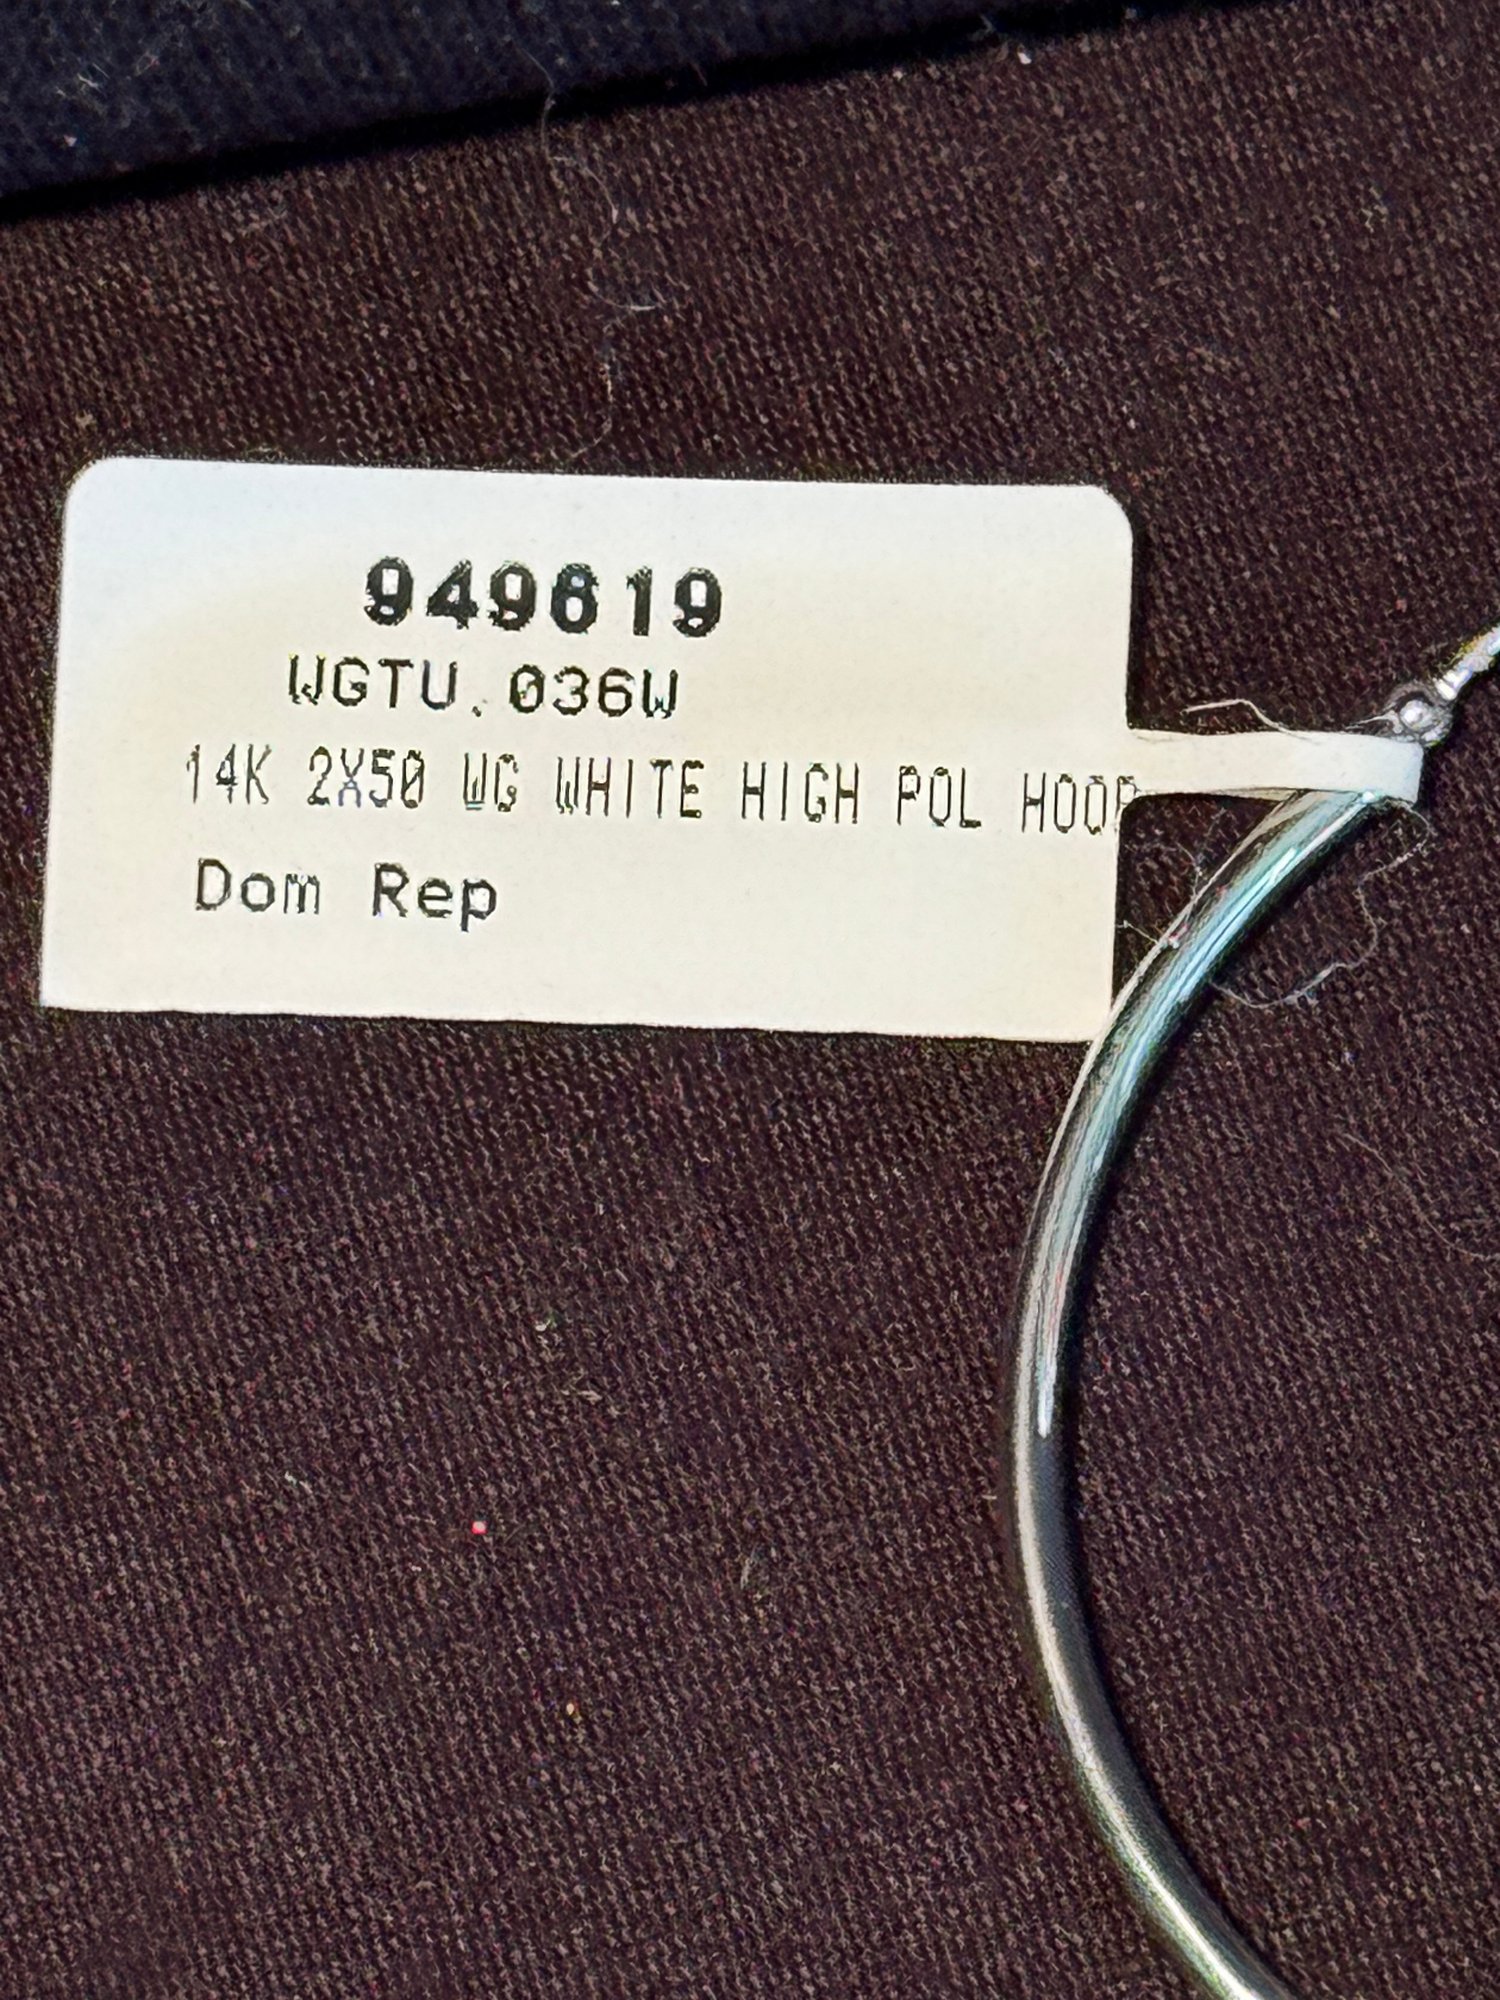 949619
WGTU.036W
14K 2X50 WG WHITE HIGH POL HOOP
Dom Rep